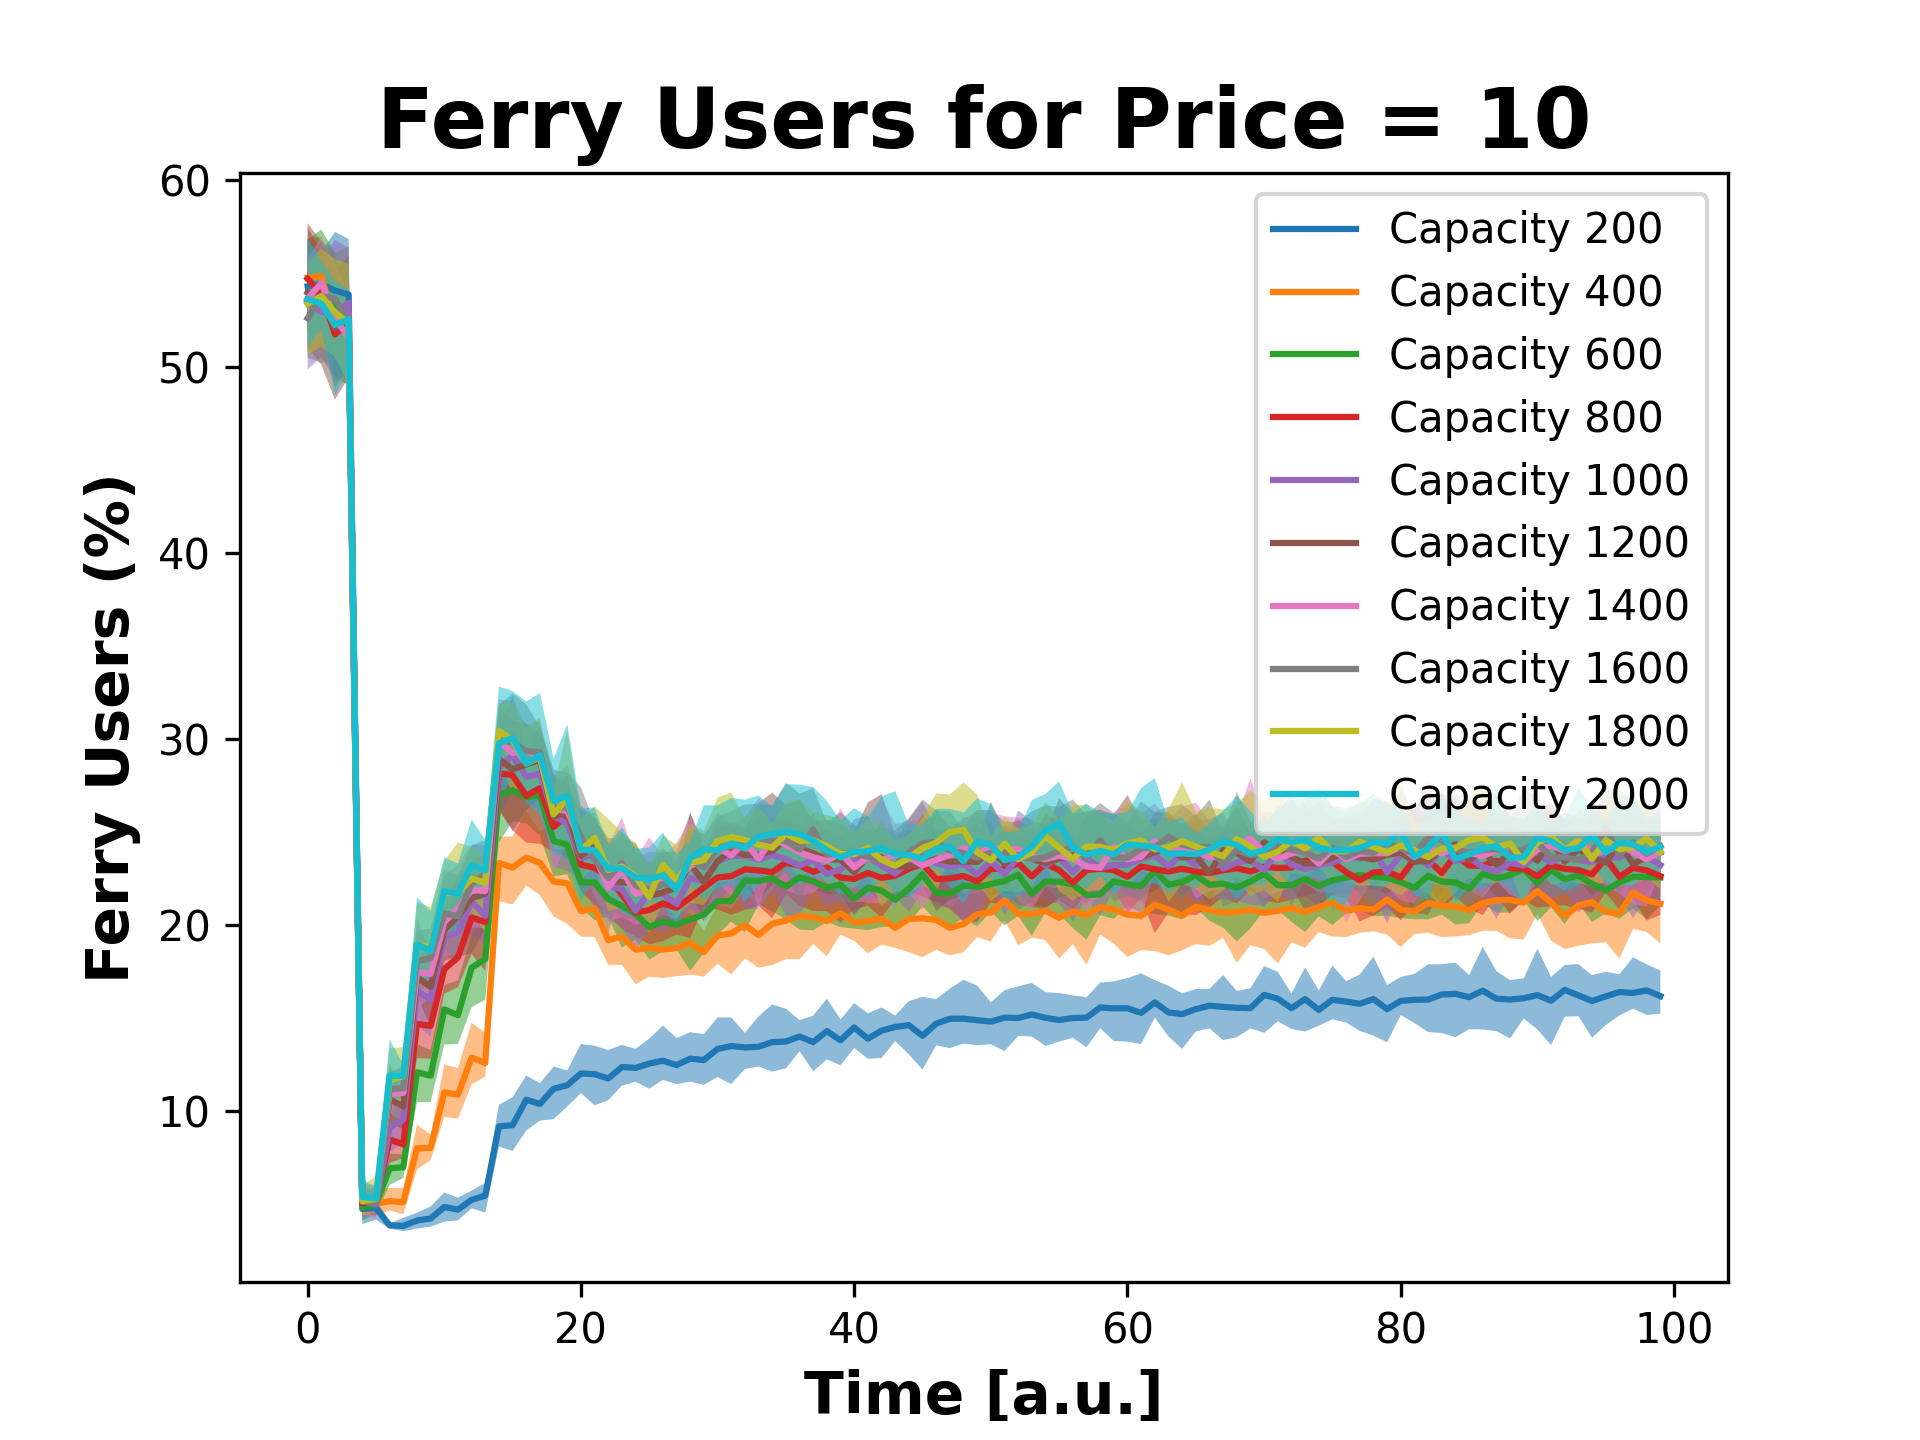 Ferry Users for Price = 10
60
50
40
30
20
10
Ferry Users (%)
Capacity 200
Capacity 400
Capacity 600
Capacity 800
Capacity 1000
Capacity 1200
Capacity 1400
Capacity 1600
Capacity 1800
Capacity 2000
0 20 40 60 80 100
Time [a.u.]